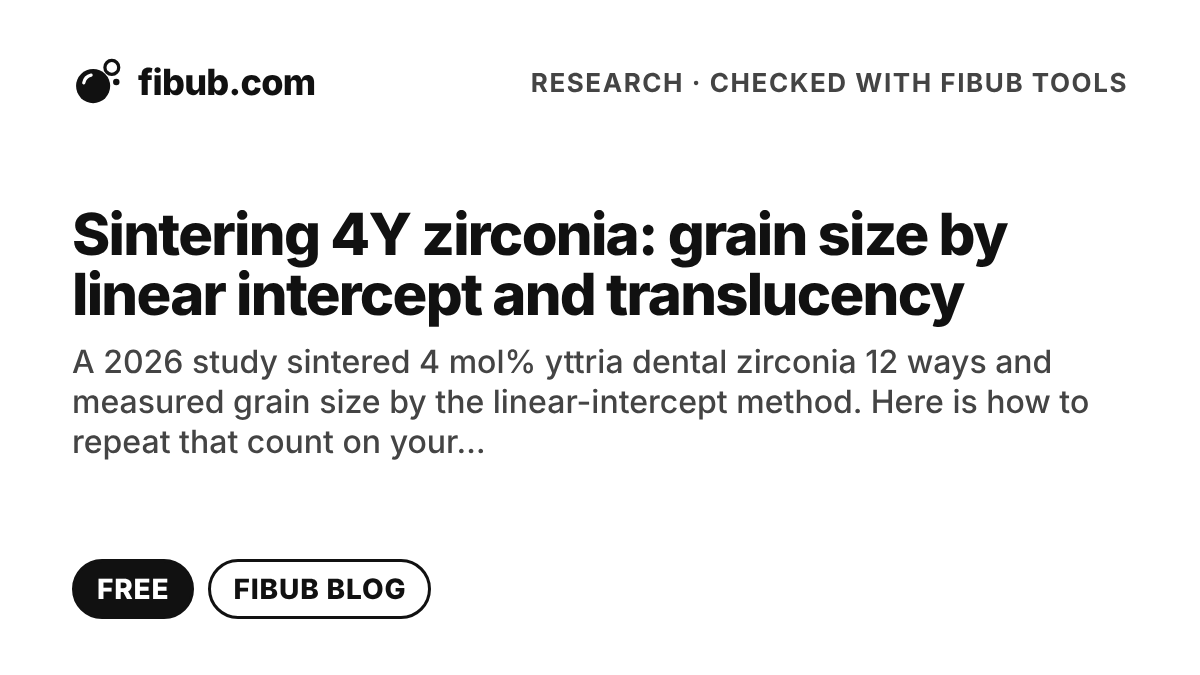 fibub.com
RESEARCH · CHECKED WITH FIBUB TOOLS
Sintering 4Y zirconia: grain size by
linear intercept and translucency
A 2026 study sintered 4 mol% yttria dental zirconia 12 ways and
measured grain size by the linear-intercept method. Here is how to
repeat that count on your...
FREE
FIBUB BLOG